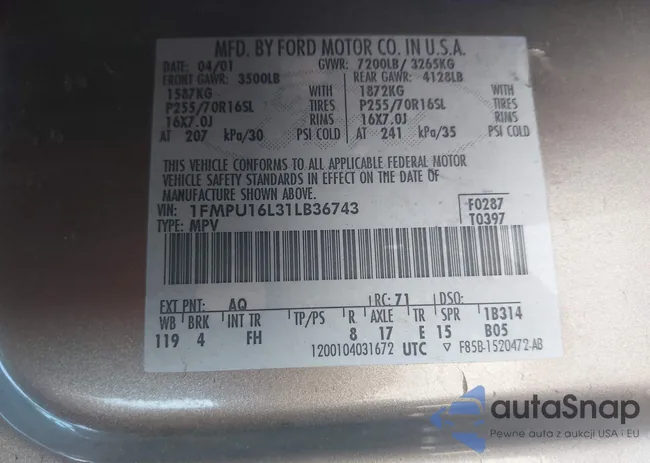 MFD. BY FORD MOTOR CO. IN U.S.A.
DATE: 04/01 GVWR: 7200LB/ 3265KG
FRONT GAWR: 3500LB REAR GAWR: 4128LB
1587KG WITH 1872KG WITH
P255/70R16SL TIRES P255/70R16SL TIRES
16X7.0J RIMS 16X7.0J RIMS
AT 207 kPa/30 PSI COLD AT 241 kPa/35 PSI COLD
THIS VEHICLE CONFORMS TO ALL APPLICABLE FEDERAL MOTOR
VEHICLE SAFETY STANDARDS IN EFFECT ON THE DATE OF
MANUFACTURE SHOWN ABOVE.
VIN: 1FMPU16L31LB36743 F0287
TYPE: MPV T0397
EXT PNT: AQ RC: 71 DSO:
WB BRK INT TR TP/PS R AXLE TR SPR 1B314
119 4 FH 8 17 E 15 B05
1200104031672 UTC ▽ F85B-1520472-AB
autaSnap
Pewne auta z aukcji USA i EU